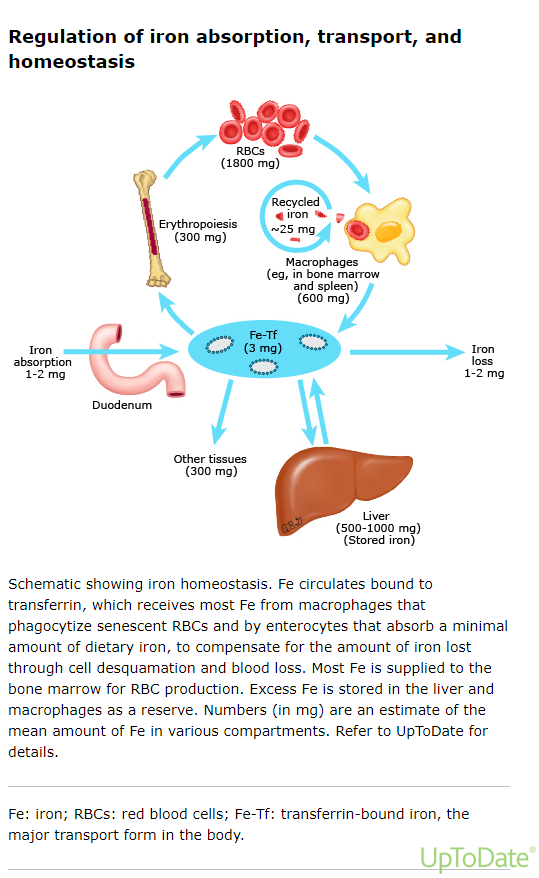 Regulation of iron absorption, transport, and
homeostasis
RBCs
(1800 mg)
Recycled
iron
~25 mg
Erythropoiesis
(300 mg)
Macrophages
(eg, in bone marrow
and spleen)
(600 mg)
Fe-Tf
(3 mg)
Iron
absorption
1-2 mg
Iron
loss
1-2 mg
Duodenum
Other tissues
(300 mg)
Liver
(500-1000 mg)
(Stored iron)
Schematic showing iron homeostasis. Fe circulates bound to
transferrin, which receives most Fe from macrophages that
phagocytize senescent RBCs and by enterocytes that absorb a minimal
amount of dietary iron, to compensate for the amount of iron lost
through cell desquamation and blood loss. Most Fe is supplied to the
bone marrow for RBC production. Excess Fe is stored in the liver and
macrophages as a reserve. Numbers (in mg) are an estimate of the
mean amount of Fe in various compartments. Refer to UpToDate for
details.
Fe: iron; RBCs: red blood cells; Fe-Tf: transferrin-bound iron, the
major transport form in the body.
UpToDate®